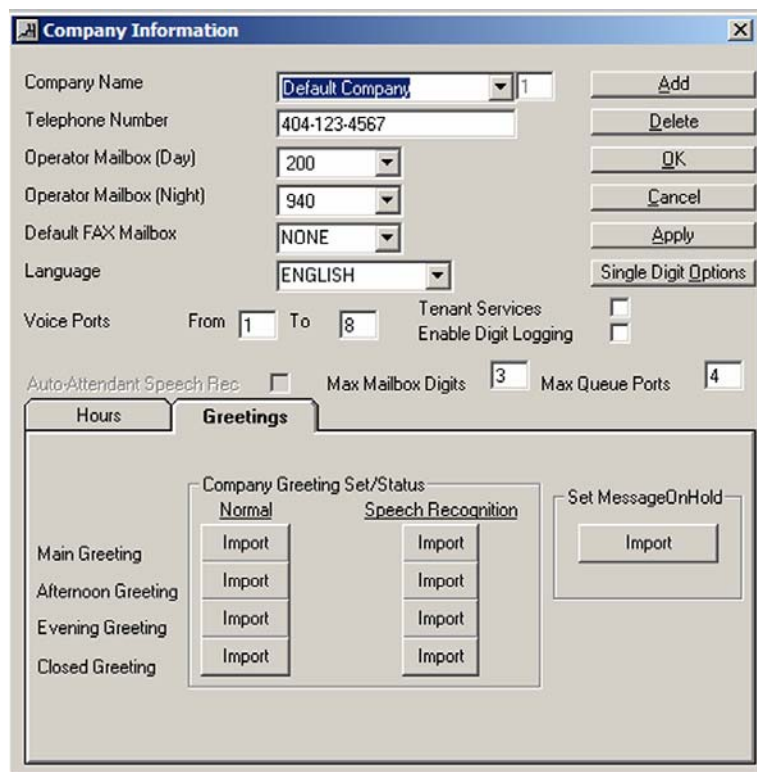 Company Information
Company Name Default Company 1 Add
Telephone Number 404-123-4567 Delete
Operator Mailbox (Day) 200 OK
Operator Mailbox (Night) 940 Cancel
Default FAX Mailbox NONE Apply
Language ENGLISH Single Digit Options
Voice Ports From 1 To 8 Tenant Services
Enable Digit Logging
Auto-Attendant Speech Rec Max Mailbox Digits 3 Max Queue Ports 4
Hours Greetings
Company Greeting Set/Status Set MessageOnHold
Normal Speech Recognition
Main Greeting Import Import Import
Afternoon Greeting Import Import
Evening Greeting Import Import
Closed Greeting Import Import